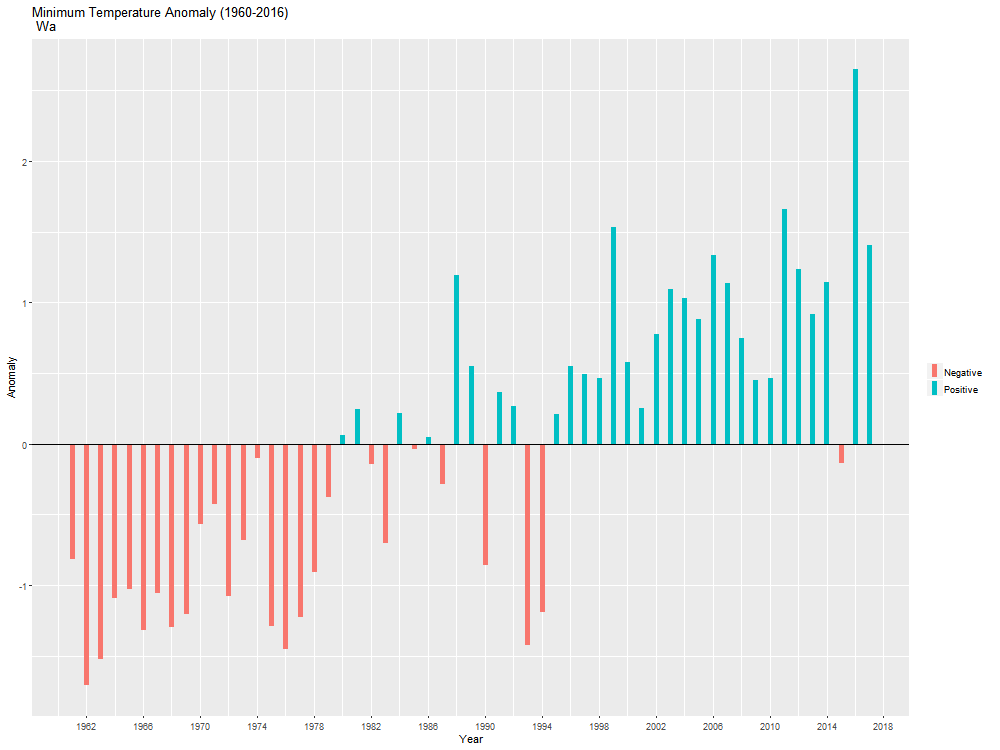 Minimum Temperature Anomaly (1960-2016)
Wa
2
1
0
-1
Anomaly
1962 1966 1970 1974 1978 1982 1986 1990 1994 1998 2002 2006 2010 2014 2018
Year
Negative
Positive